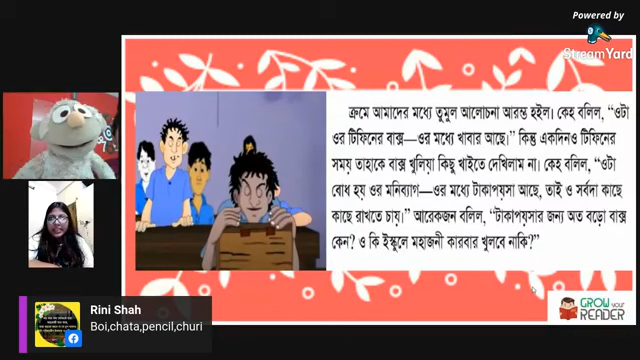 Powered by
StreamYard
ক্রমে আমাদের মধ্যে তুমুল আলোচনা আরম্ভ হইল। কেহ বলিল, “ওটা
ওর টিফিনের বাক্স—ওর মধ্যে খাবার আছে।” কিন্তু একদিনও টিফিনের
সময় তাহাকে বাক্স খুলিয়া কিছু খাইতে দেখিলাম না। কেহ বলিল, “ওটা
বোধ হয় ওর মনিব্যাগ—ওর মধ্যে টাকাপয়সা আছে, তাই ও সর্বদা কাছে
কাছে রাখতে চায়।” আরেকজন বলিল, “টাকাপয়সার জন্য অত বড়ো বাক্স
কেন? ও কি ইস্কুলে মহাজনী কারবার খুলবে নাকি?”
GROW your
READER
Rini Shah
Boi,chata,pencil,churi